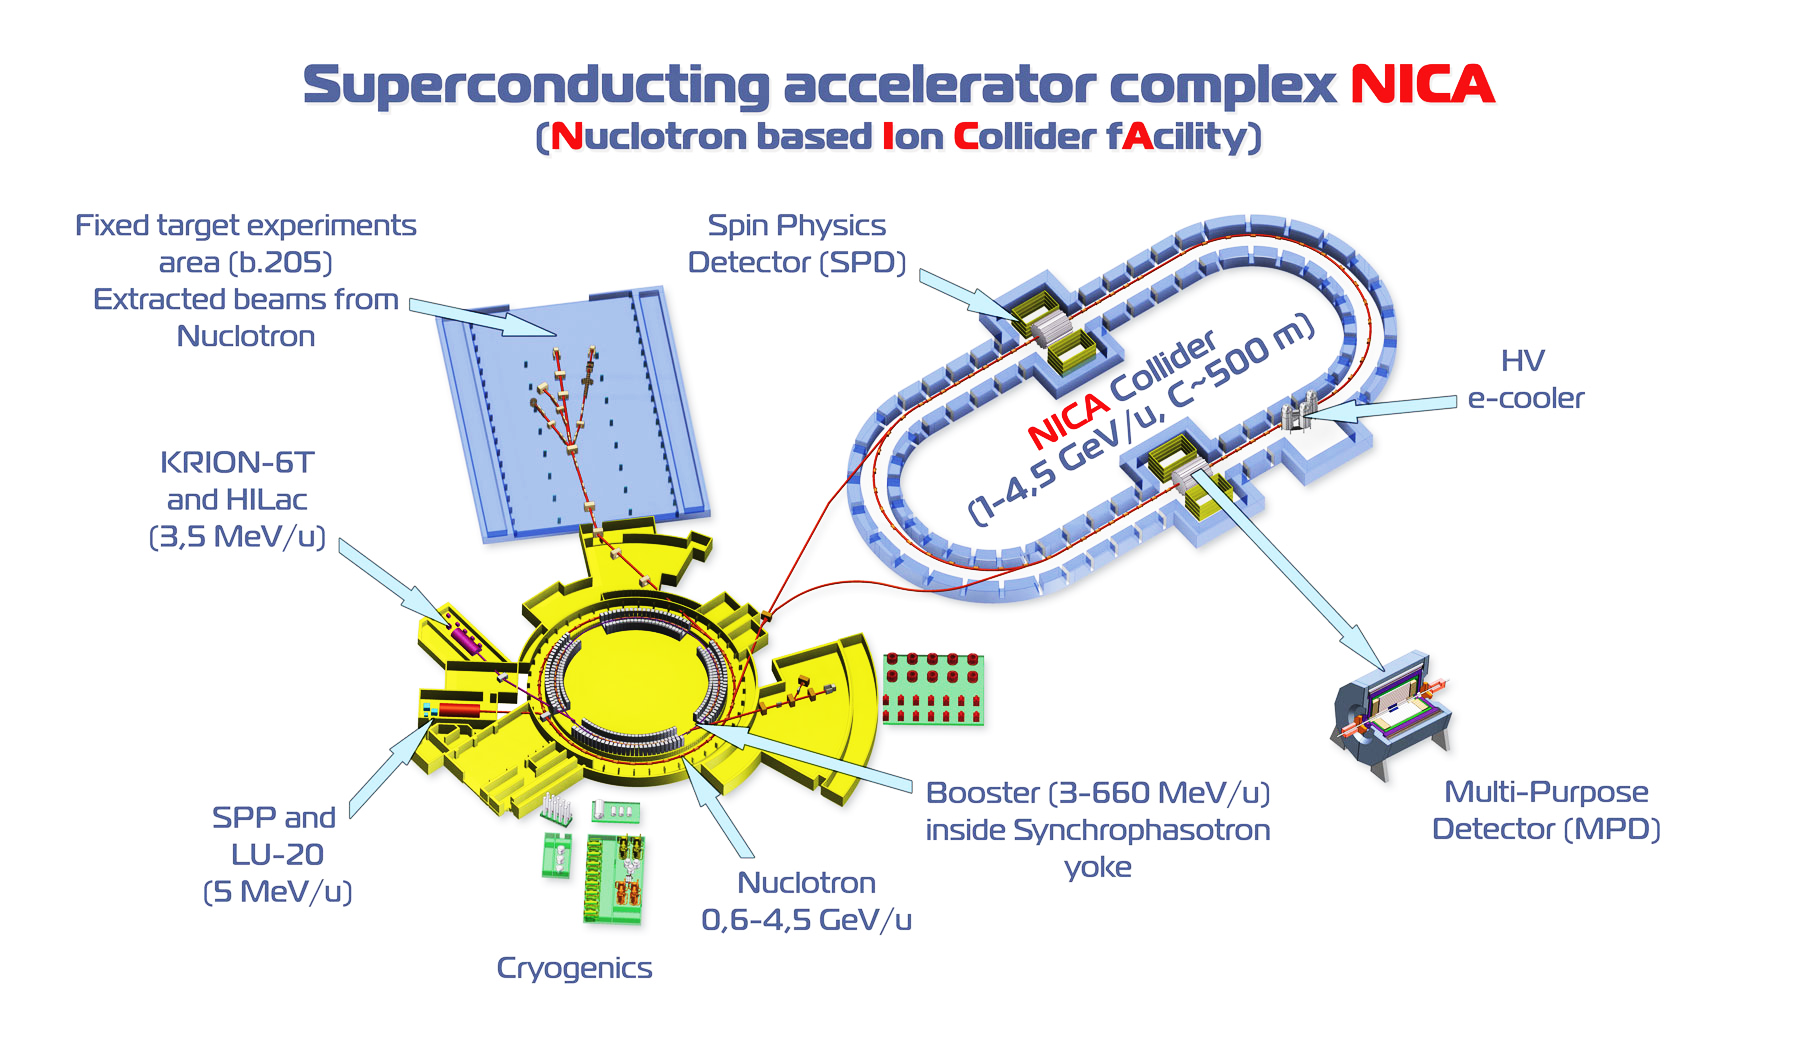 Superconducting accelerator complex NICA
(Nuclotron based Ion Collider fAcility)
Fixed target experiments
area (b.205)
Extracted beams from
Nuclotron
Spin Physics
Detector (SPD)
NICA Collider
(1-4,5 GeV/u, C~500 m)
HV
e-cooler
KRION-6T
and HILac
(3,5 MeV/u)
SPP and
LU-20
(5 MeV/u)
Cryogenics
Nuclotron
0,6-4,5 GeV/u
Booster (3-660 MeV/u)
inside Synchrophasotron
yoke
Multi-Purpose
Detector (MPD)